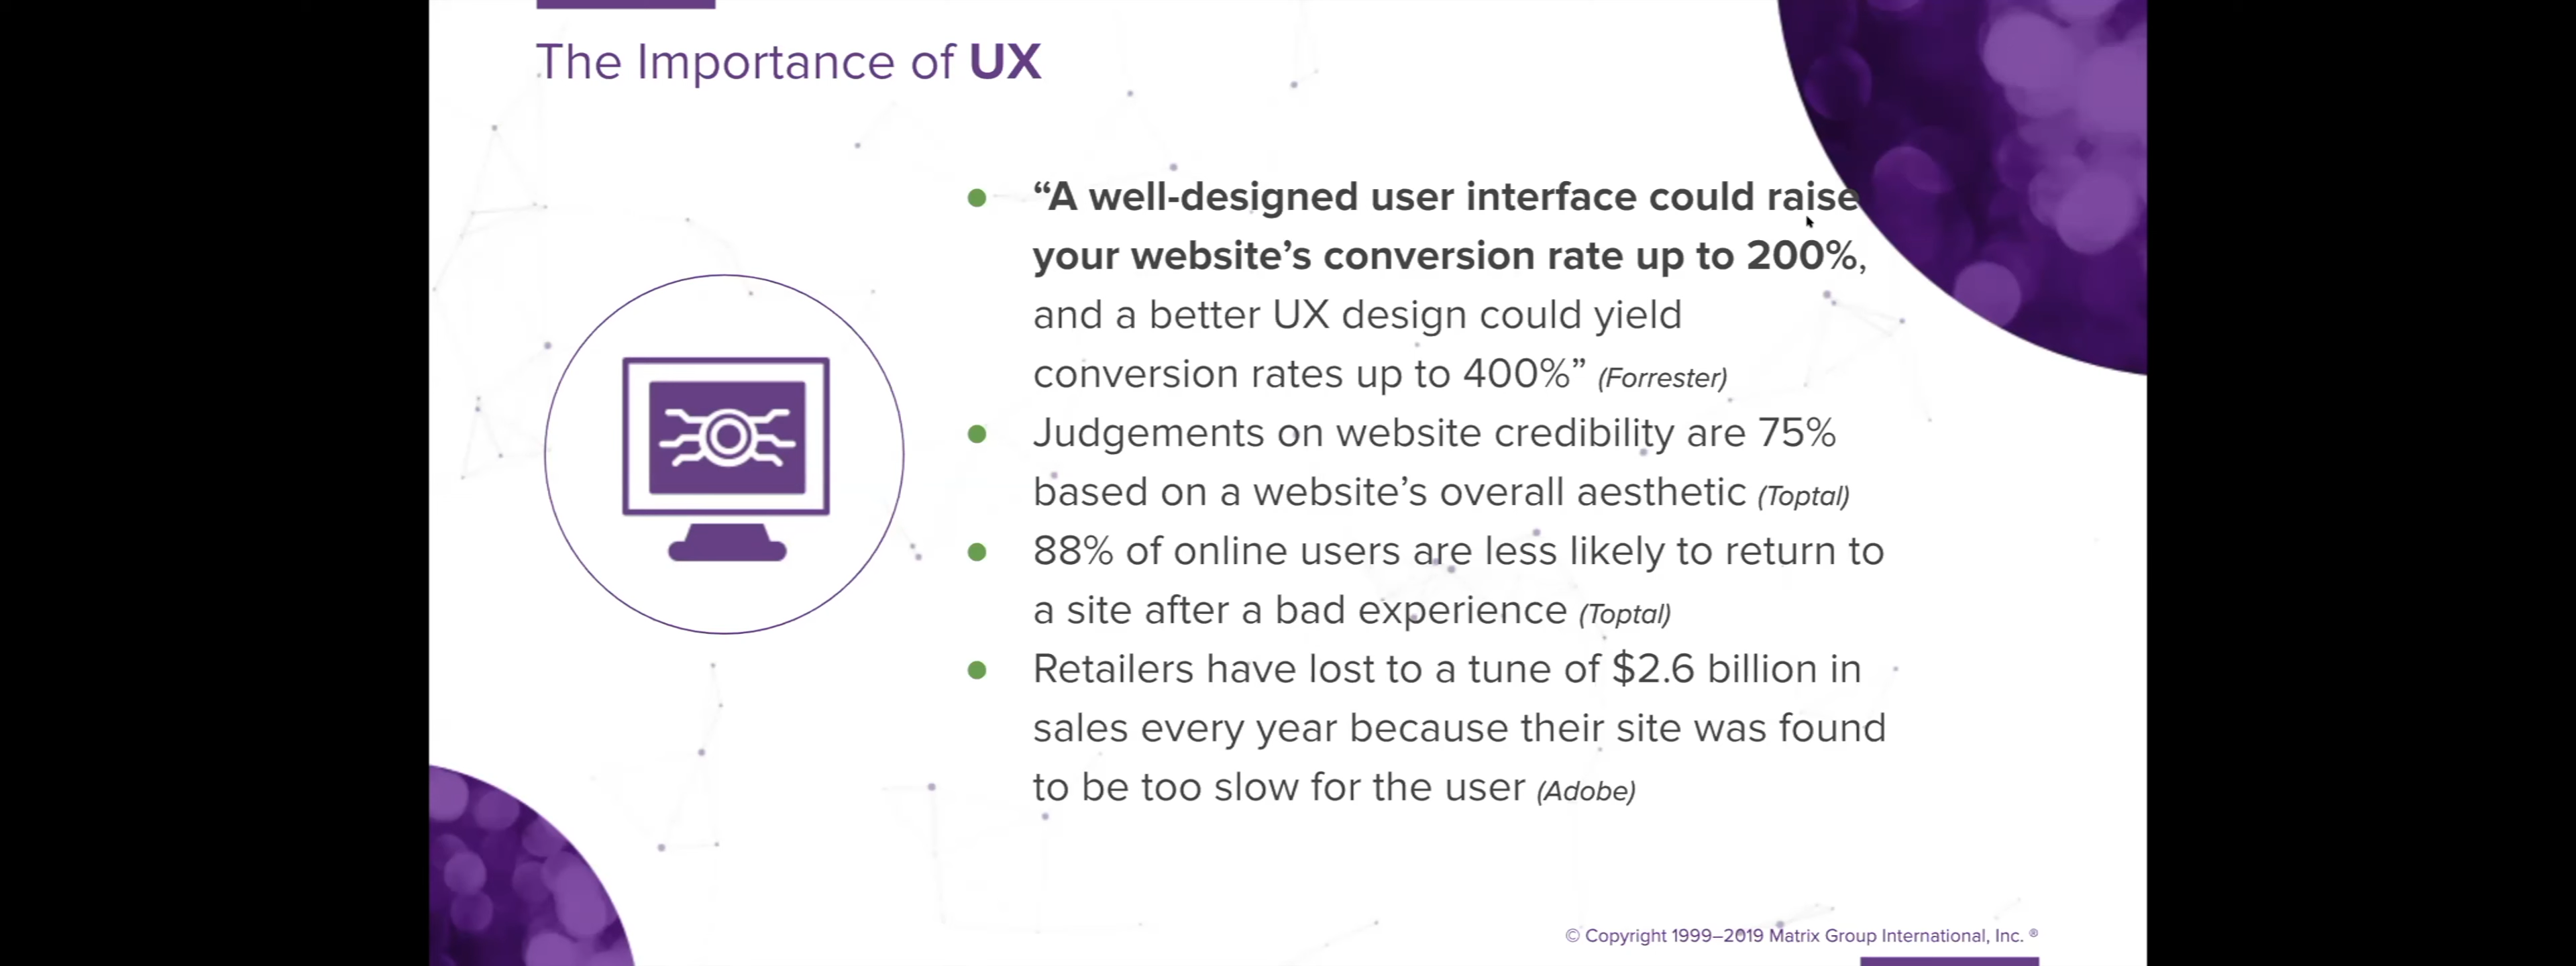 The Importance of UX
“A well-designed user interface could raise
your website’s conversion rate up to 200%,
and a better UX design could yield
conversion rates up to 400%” (Forrester)
Judgements on website credibility are 75%
based on a website’s overall aesthetic (Toptal)
88% of online users are less likely to return to
a site after a bad experience (Toptal)
Retailers have lost to a tune of $2.6 billion in
sales every year because their site was found
to be too slow for the user (Adobe)
© Copyright 1999–2019 Matrix Group International, Inc. ®